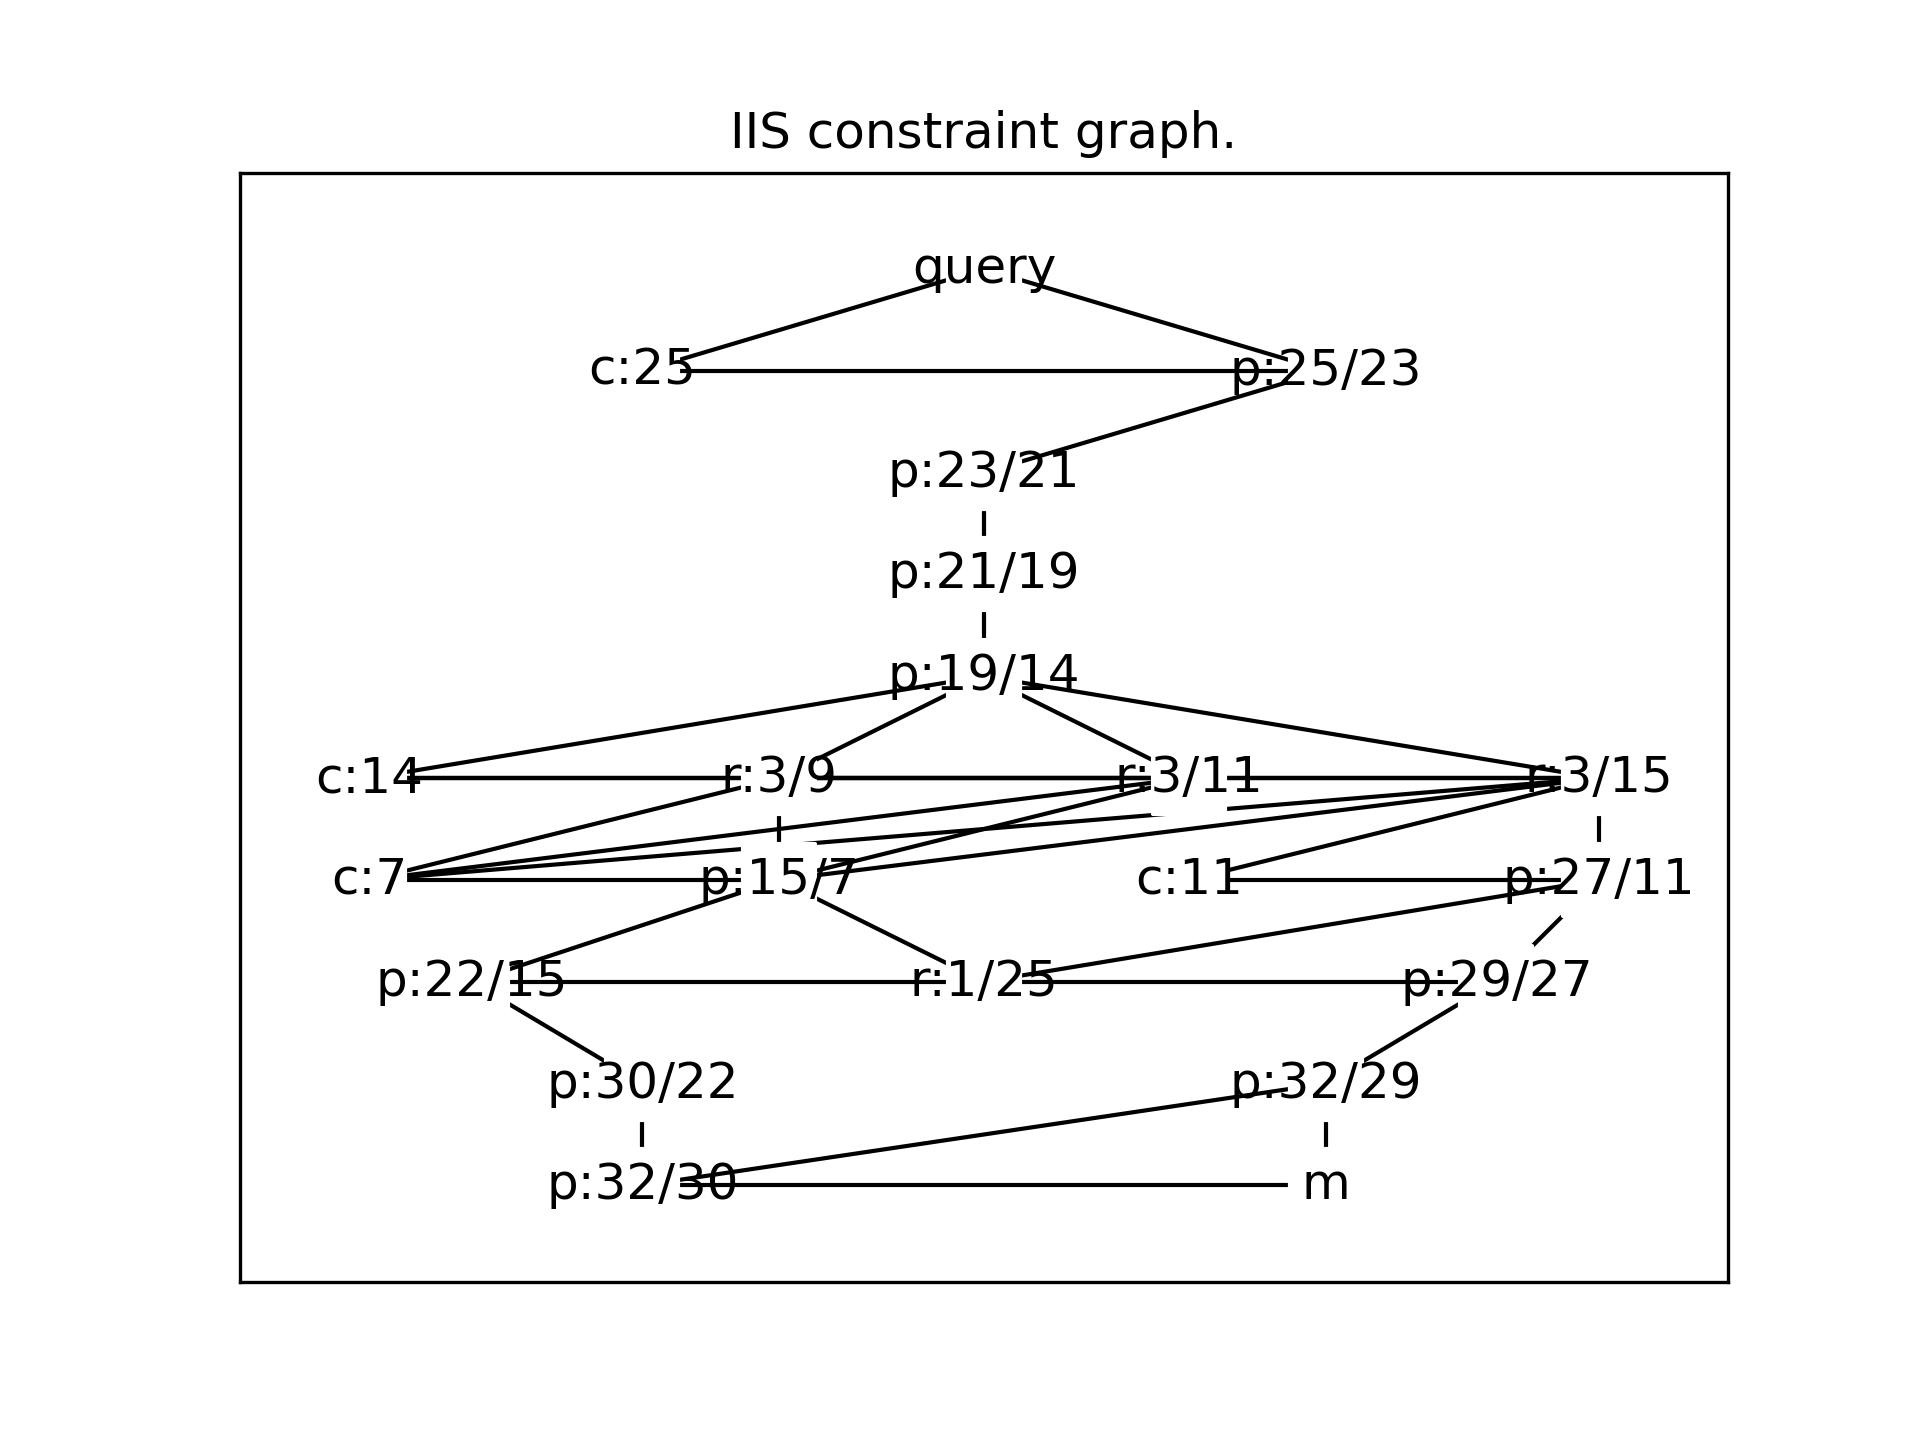 IIS constraint graph.
query
c:25 p:25/23
p:23/21
p:21/19
p:19/14
c:14 r:3/9 r:3/11 r:3/15
c:7 p:15/7 c:11 p:27/11
p:22/15 r:1/25 p:29/27
p:30/22 p:32/29
p:32/30 m